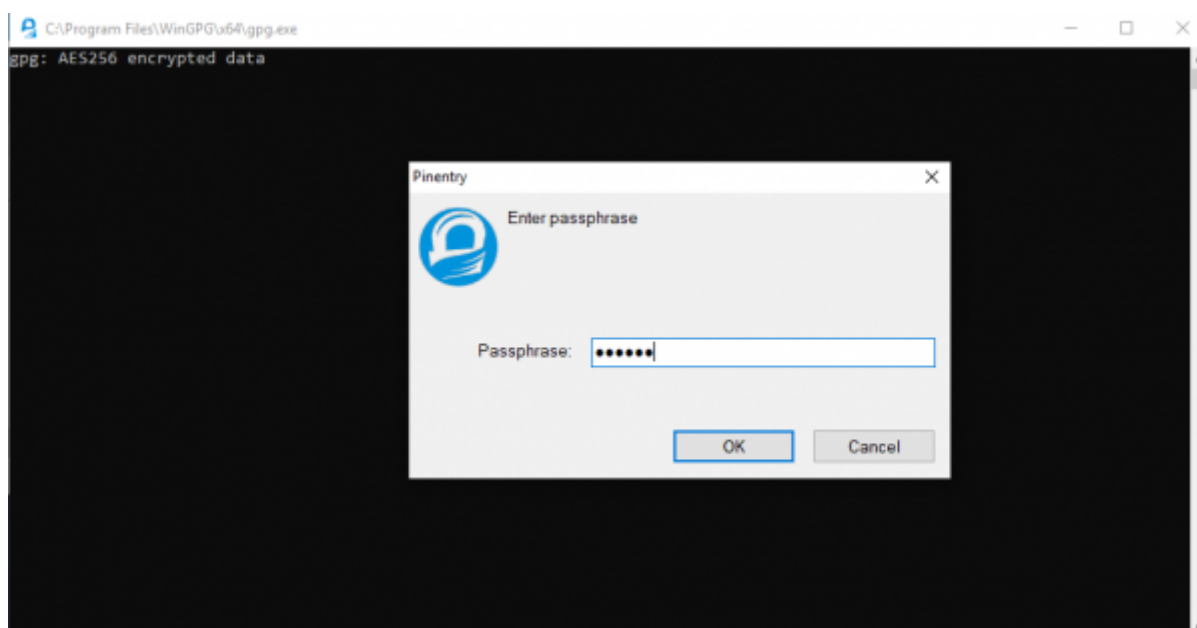 C:\Program Files\WinGPG\x64\gpg.exe
gpg: AES256 encrypted data
Pinentry
Enter passphrase
Passphrase: ●●●●●●
OK Cancel